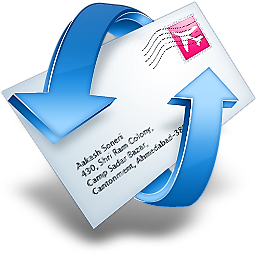 Aakash Soneri
430, Shri Ram Colony,
Camp Sadar Bazar,
Cantonment, Ahmedabad-38